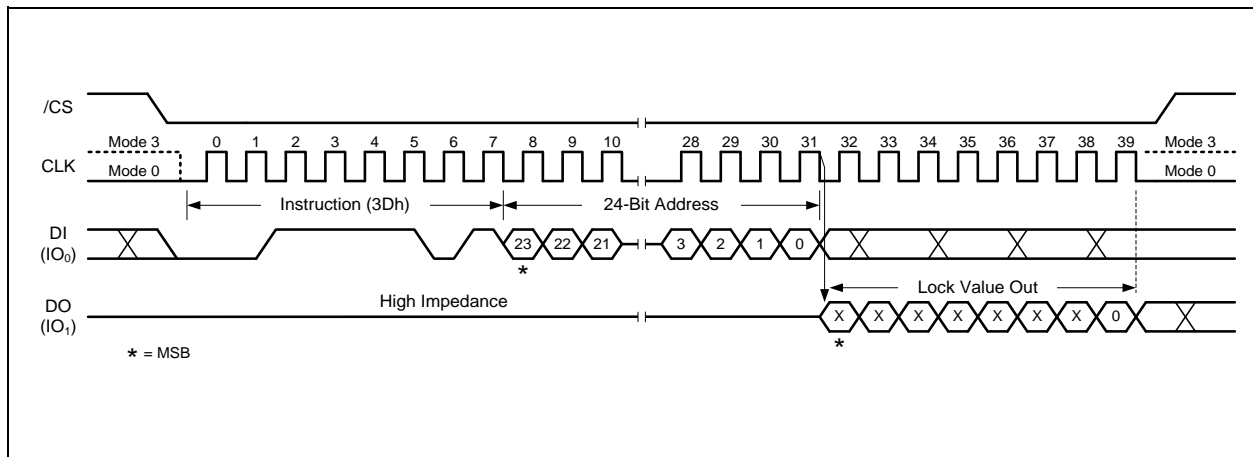 /CS
Mode 3 0 1 2 3 4 5 6 7 8 9 10 28 29 30 31 32 33 34 35 36 37 38 39 Mode 3
CLK Mode 0 Mode 0
Instruction (3Dh) 24-Bit Address
DI
(IO₀)
23 22 21 3 2 1 0
*
High Impedance Lock Value Out
DO
(IO₁)
X X X X X X X 0
*
* = MSB